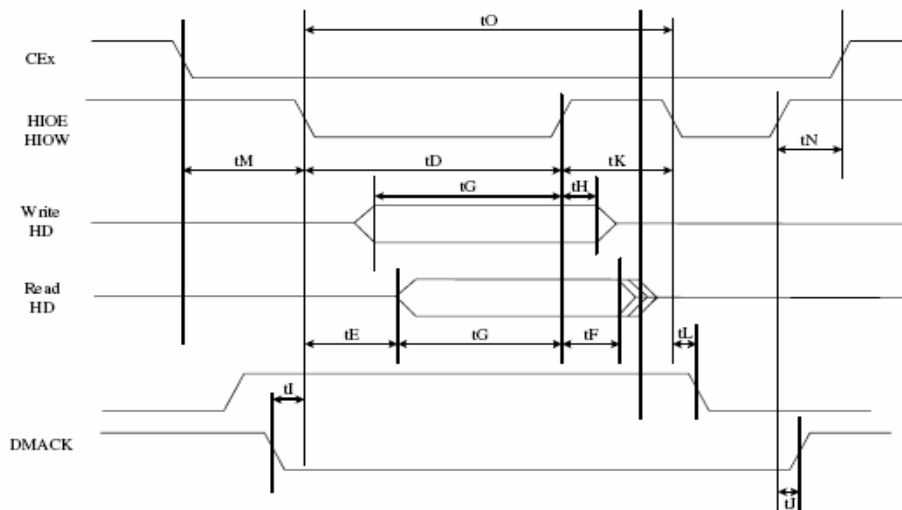 tO
CEx
HIOE
HIOW
tM
tD
tK
tN
tG
tH
Write
HD
Read
HD
tE
tG
tF
tL
tI
DMACK
tJ